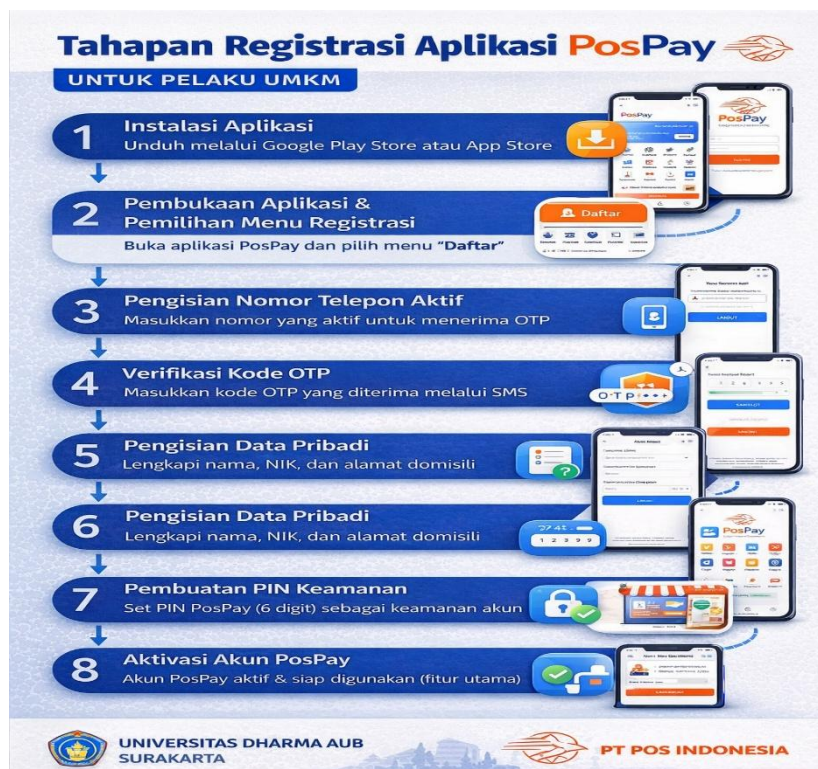 Tahapan Registrasi Aplikasi PosPay
UNTUK PELAKU UMKM
1
Instalasi Aplikasi
Unduh melalui Google Play Store atau App Store
PosPay
PosPay
2
Pembukaan Aplikasi &
Pemilihan Menu Registrasi
Buka aplikasi PosPay dan pilih menu “Daftar”
Daftar
3
Pengisian Nomor Telepon Aktif
Masukkan nomor yang aktif untuk menerima OTP
4
Verifikasi Kode OTP
Masukkan kode OTP yang diterima melalui SMS
OTP
5
Pengisian Data Pribadi
Lengkapi nama, NIK, dan alamat domisili
6
Pengisian Data Pribadi
Lengkapi nama, NIK, dan alamat domisili
PosPay
7
Pembuatan PIN Keamanan
Set PIN PosPay (6 digit) sebagai keamanan akun
8
Aktivasi Akun PosPay
Akun PosPay aktif & siap digunakan (fitur utama)
UNIVERSITAS DHARMA AUB
SURAKARTA
PT POS INDONESIA